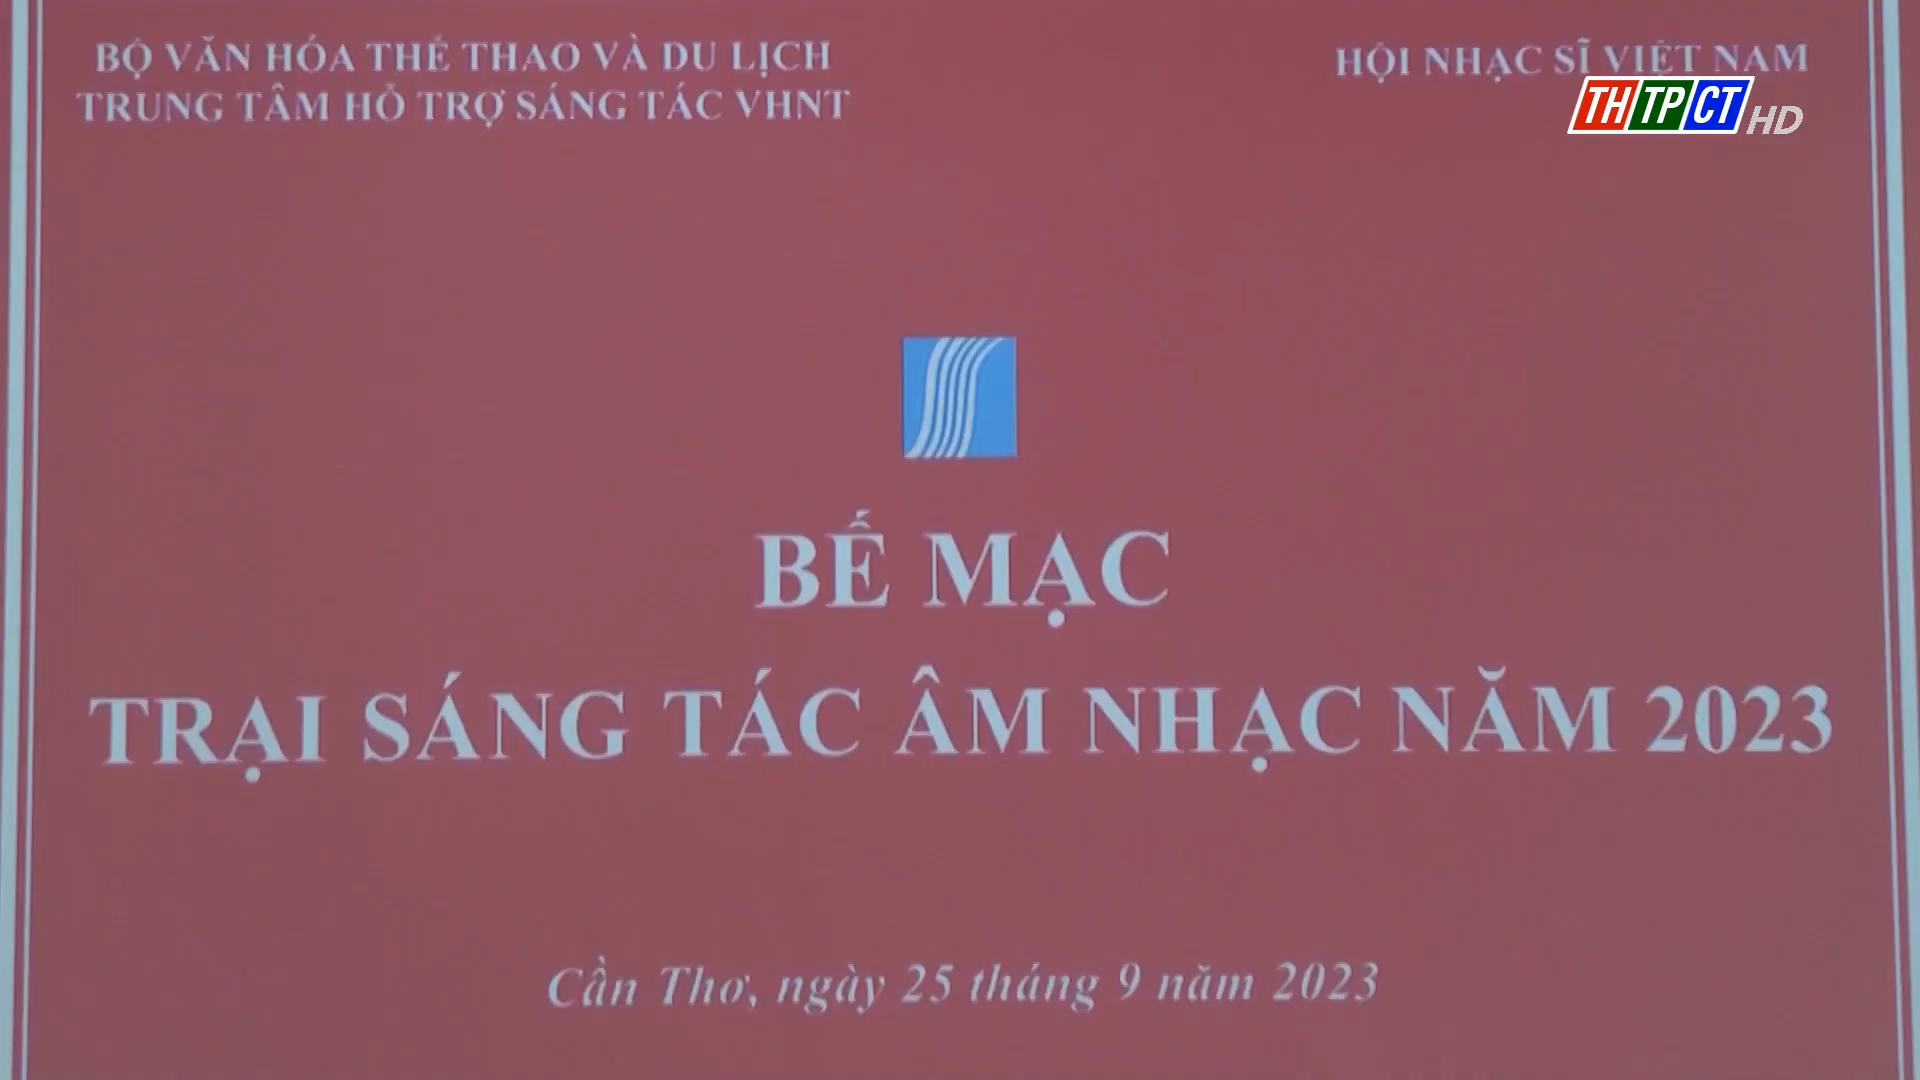 BỘ VĂN HÓA THỂ THAO VÀ DU LỊCH
TRUNG TÂM HỖ TRỢ SÁNG TÁC VHNT
HỘI NHẠC SĨ VIỆT NAM
THTPCT HD
BẾ MẠC
TRẠI SÁNG TÁC ÂM NHẠC NĂM 2023
Cần Thơ, ngày 25 tháng 9 năm 2023